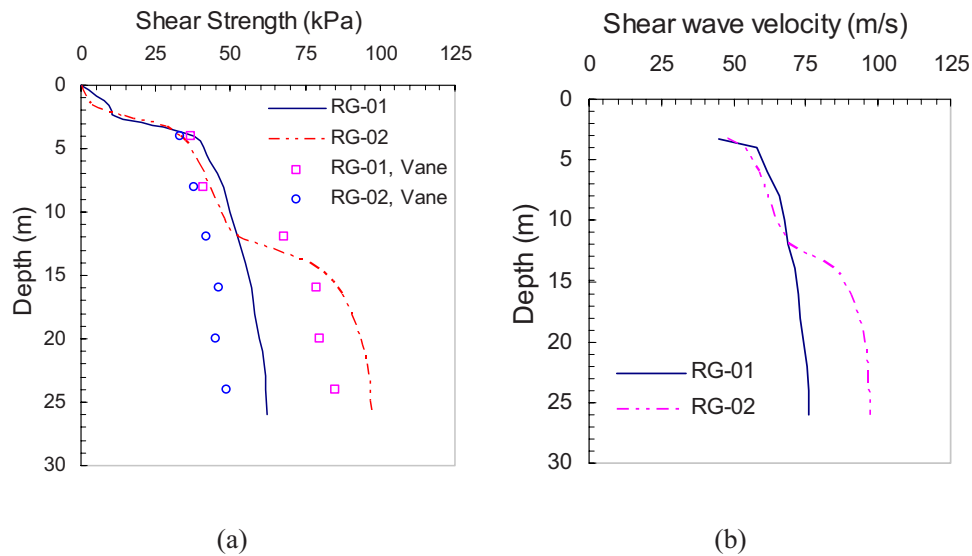 Shear Strength (kPa)
0 25 50 75 100 125
0
5
10
15
20
25
30
Depth (m)
RG-01
RG-02
RG-01, Vane
RG-02, Vane
(a)
Shear wave velocity (m/s)
0 25 50 75 100 125
0
5
10
15
20
25
30
Depth (m)
RG-01
RG-02
(b)